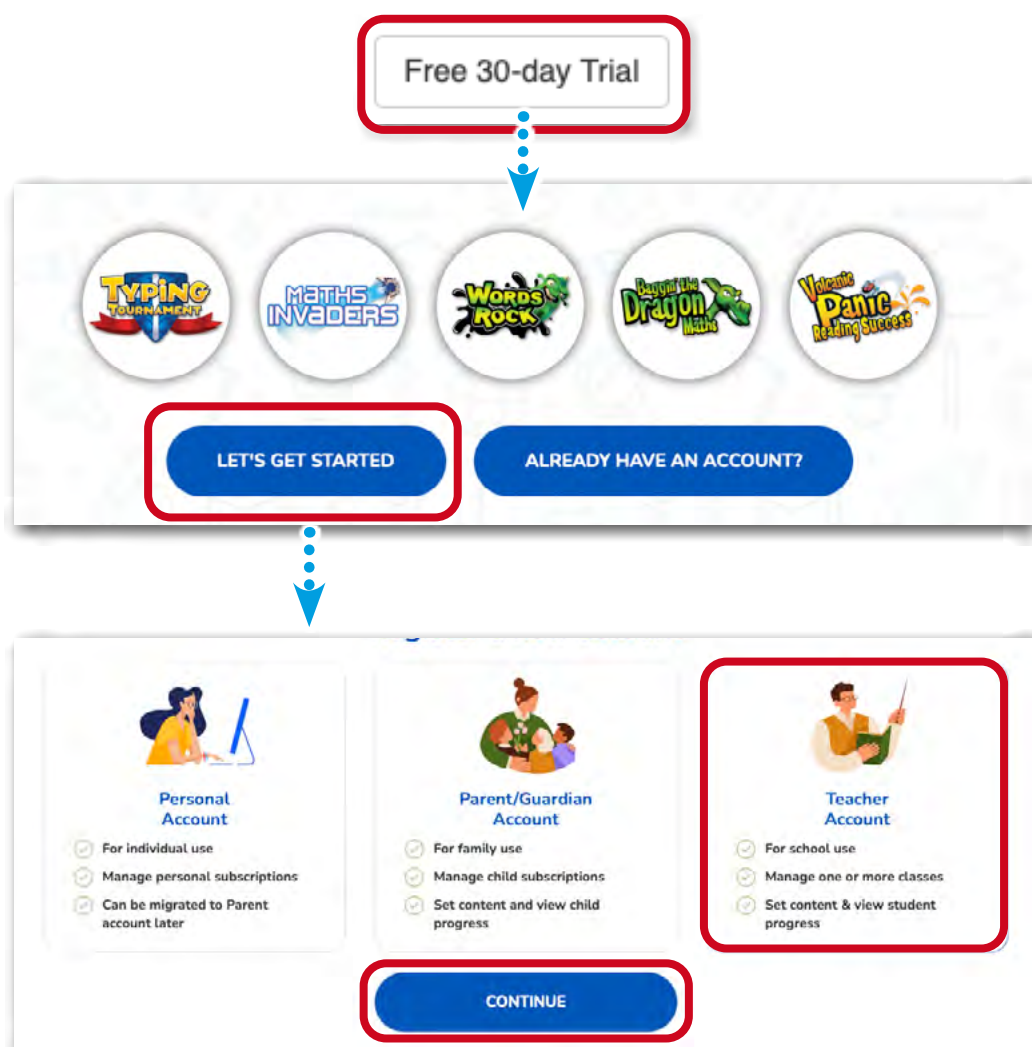 Free 30-day Trial
TYPING
TOURNAMENT
MATHS
INVADERS
WORDS
ROCK
Baggin' the
Dragon
Maths
Volcanic
Panic
Reading Success
LET'S GET STARTED
ALREADY HAVE AN ACCOUNT?
Personal
Account
For individual use
Manage personal subscriptions
Can be migrated to Parent
account later
Parent/Guardian
Account
For family use
Manage child subscriptions
Set content and view child
progress
Teacher
Account
For school use
Manage one or more classes
Set content & view student
progress
CONTINUE